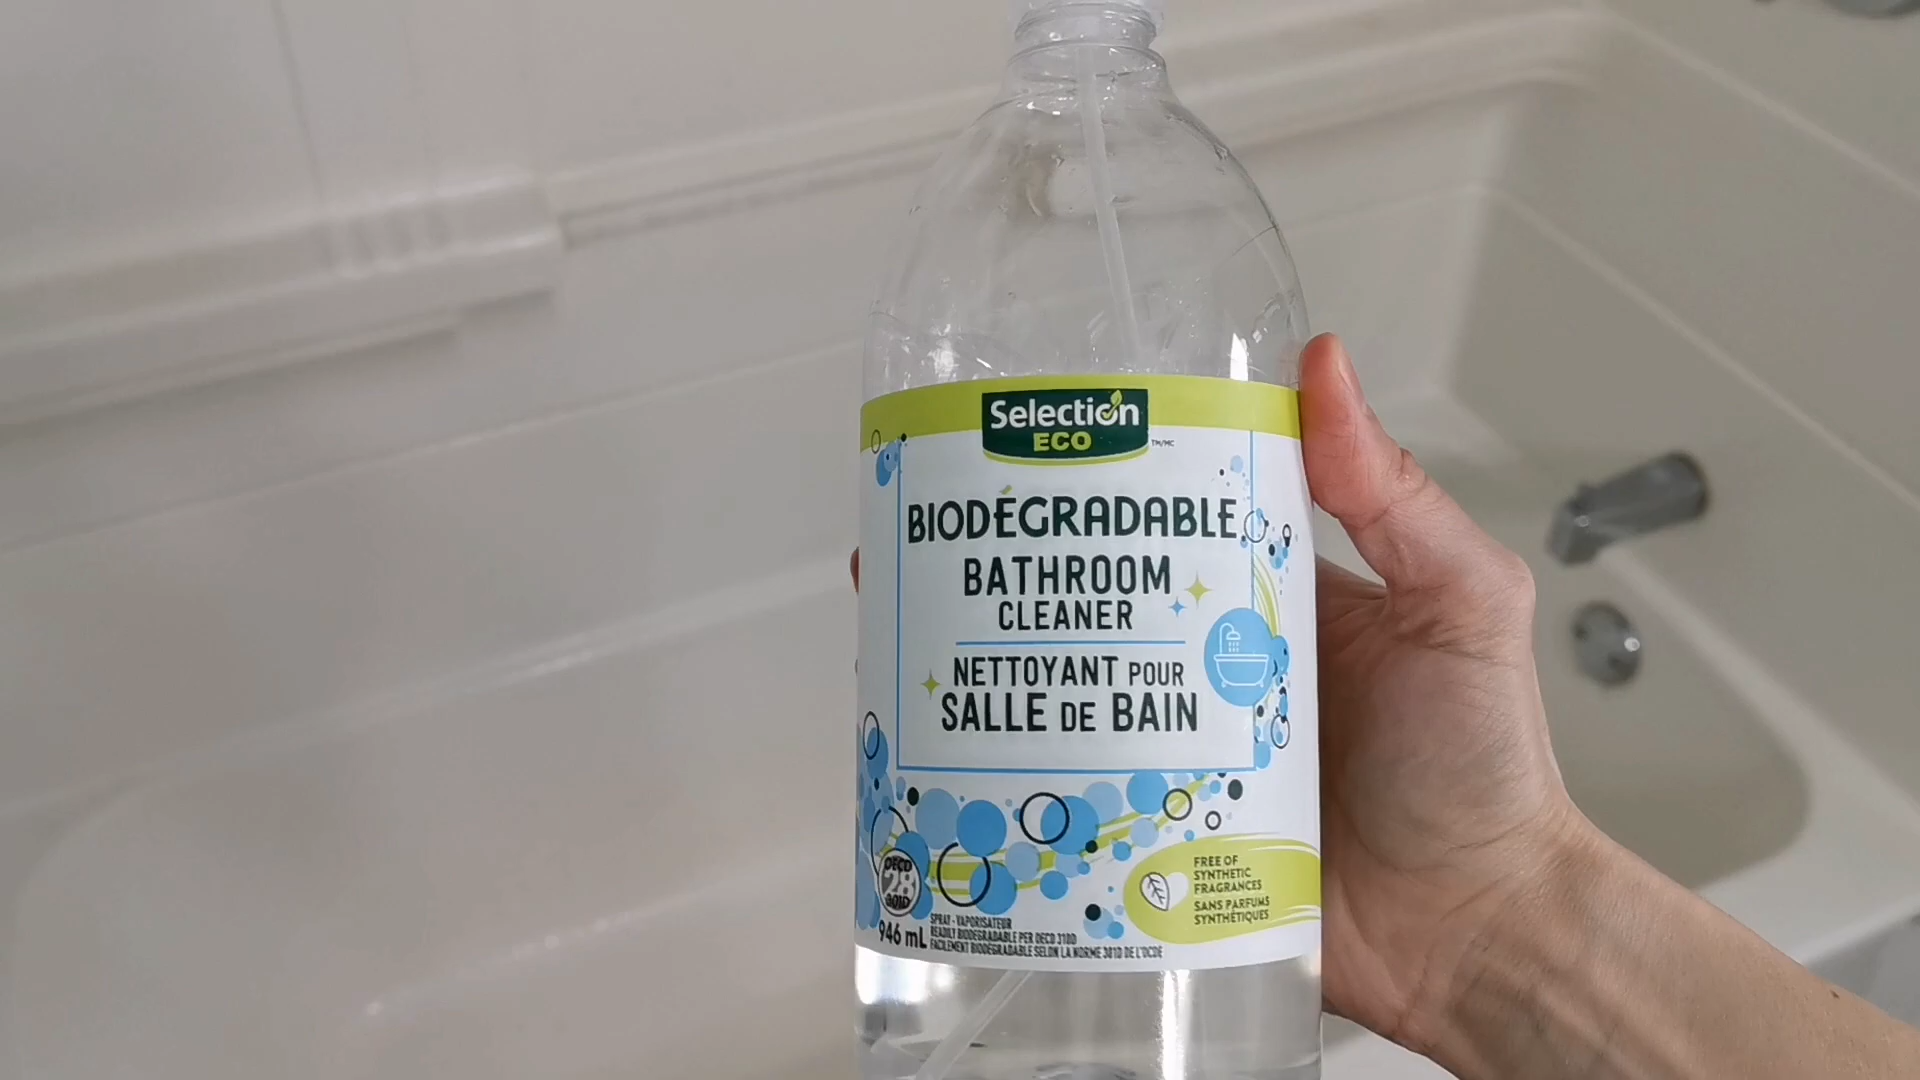 Selection
ECO
TM/MC
BIODÉGRADABLE
BATHROOM
CLEANER
NETTOYANT POUR
SALLE DE BAIN
FREE OF
SYNTHETIC
FRAGRANCES
SANS PARFUMS
SYNTHÉTIQUES
OECD
28
301D
946 mL
SPRAY - VAPORISATEUR
READILY BIODEGRADABLE PER OECD 310D
FACILEMENT BIODÉGRADABLE SELON LA NORME 301D DE L'OCDE